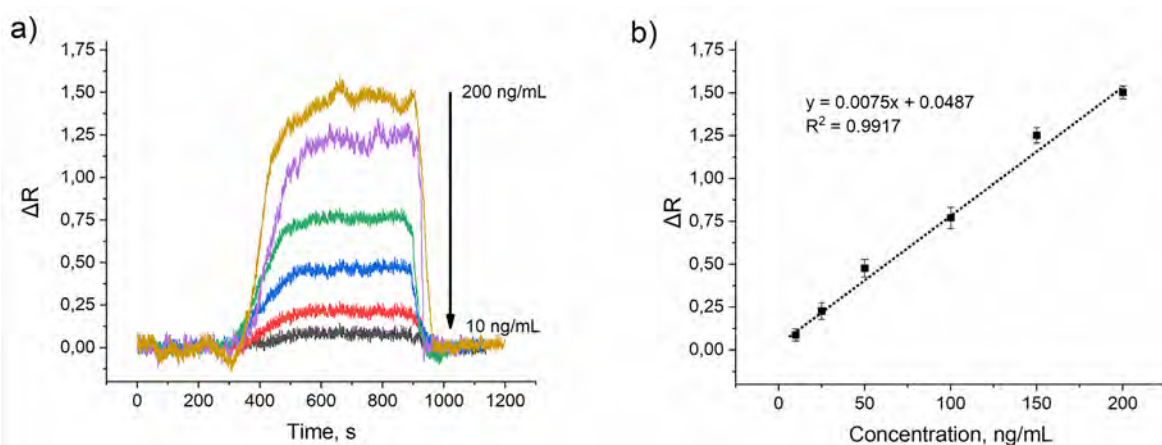 a)
ΔR
1,75
1,50
1,25
1,00
0,75
0,50
0,25
0,00
200 ng/mL
10 ng/mL
0 200 400 600 800 1000 1200
Time, s
b)
ΔR
1,75
1,50
1,25
1,00
0,75
0,50
0,25
0,00
y = 0.0075x + 0.0487
R² = 0.9917
0 50 100 150 200
Concentration, ng/mL